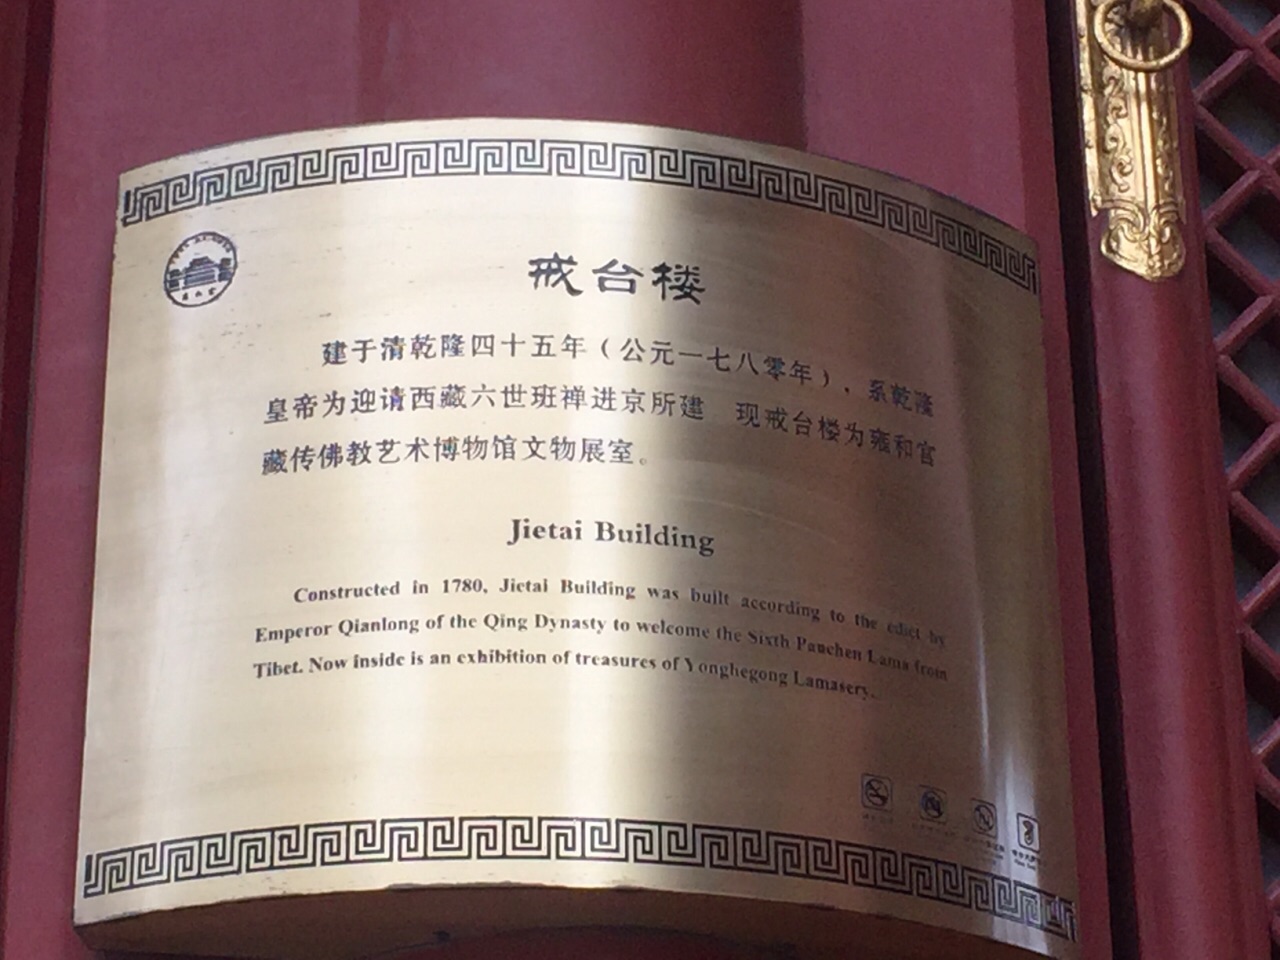 戒台楼
建于清乾隆四十五年（公元一七八零年），系乾隆
皇帝为迎请西藏六世班禅进京所建 现戒台楼为雍和宫
藏传佛教艺术博物馆文物展室。
Jietai Building
Constructed in 1780, Jietai Building was built according to the edict by
Emperor Qianlong of the Qing Dynasty to welcome the Sixth Panchen Lama from
Tibet. Now inside is an exhibition of treasures of Yonghegong Lamasery.